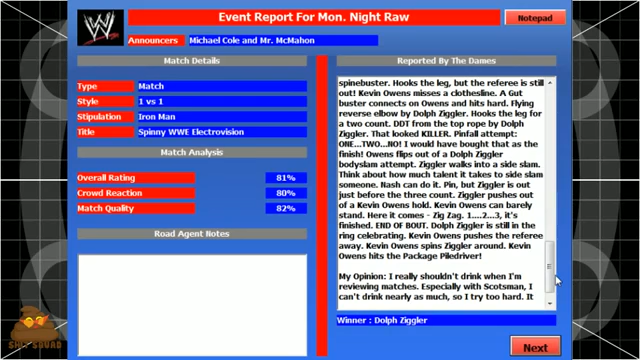 W
Event Report For Mon. Night Raw
Notepad
Announcers
Michael Cole and Mr. McMahon
Match Details
Type
Match
Style
1 vs 1
Stipulation
Iron Man
Title
Spinny WWE Electrovision
Match Analysis
Overall Rating
81%
Crowd Reaction
80%
Match Quality
82%
Road Agent Notes
Reported By The Dames
spinebuster. Hooks the leg, but the referee is still
out! Kevin Owens misses a clothesline. A Gut
buster connects on Owens and hits hard. Flying
reverse elbow by Dolph Ziggler. Hooks the leg for
a two count. DDT from the top rope by Dolph
Ziggler. That looked KILLER. Pinfall attempt:
ONE...TWO...NO! I would have bought that as the
finish! Owens flips out of a Dolph Ziggler
bodyslam attempt. Ziggler walks into a side slam.
Think about how much talent it takes to side slam
someone. Nash can do it. Pin, but Ziggler is out
just before the three count. Ziggler pushes out
of a Kevin Owens hold. Kevin Owens can barely
stand. Here it comes - Zig Zag. 1....2...3, it's
finished. END OF BOUT. Dolph Ziggler is still in the
ring celebrating. Kevin Owens pushes the referee
away. Kevin Owens spins Ziggler around. Kevin
Owens hits the Package Piledriver!
My Opinion: I really shouldn't drink when I'm
reviewing matches. Especially with Scotsman, I
can't drink nearly as much, so I try too hard. It
Winner : Dolph Ziggler
Next
SHIT SQUAD